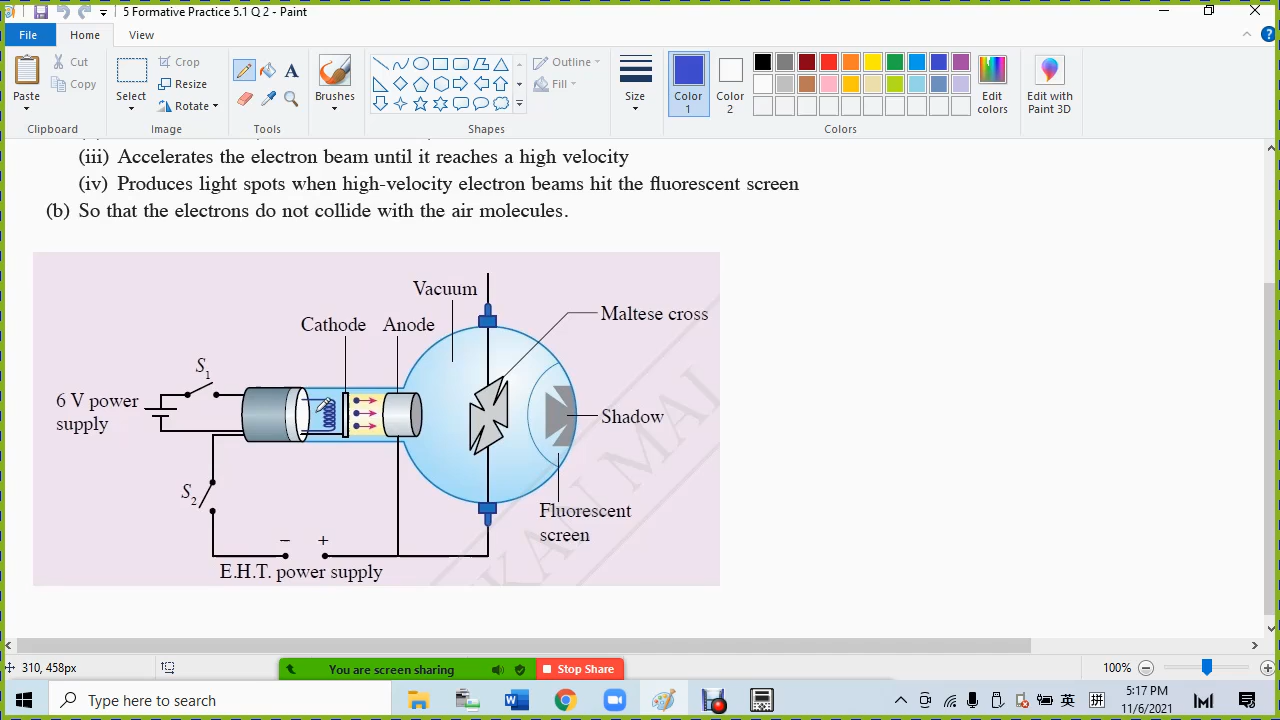 5 Formative Practice 5.1 Q 2 - Paint
File Home View
Paste
Cut
Copy
Clipboard
Select
Crop
Resize
Rotate
Image
A
Tools
Brushes
Outline
Fill
Shapes
Size
Color 1
Color 2
Edit colors
Colors
Edit with Paint 3D
(iii) Accelerates the electron beam until it reaches a high velocity
(iv) Produces light spots when high-velocity electron beams hit the fluorescent screen
(b) So that the electrons do not collide with the air molecules.
Vacuum
Maltese cross
Cathode Anode
S1
6 V power
supply
Shadow
S2
Fluorescent
screen
− +
E.H.T. power supply
310, 458px
100%
You are screen sharing
Stop Share
Type here to search
英
拼
5:17 PM
11/6/2021